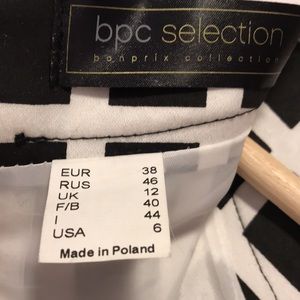 bpc selection
bonprix collection
EUR 38
RUS 46
UK 12
F/B 40
I 44
USA 6
Made in Poland